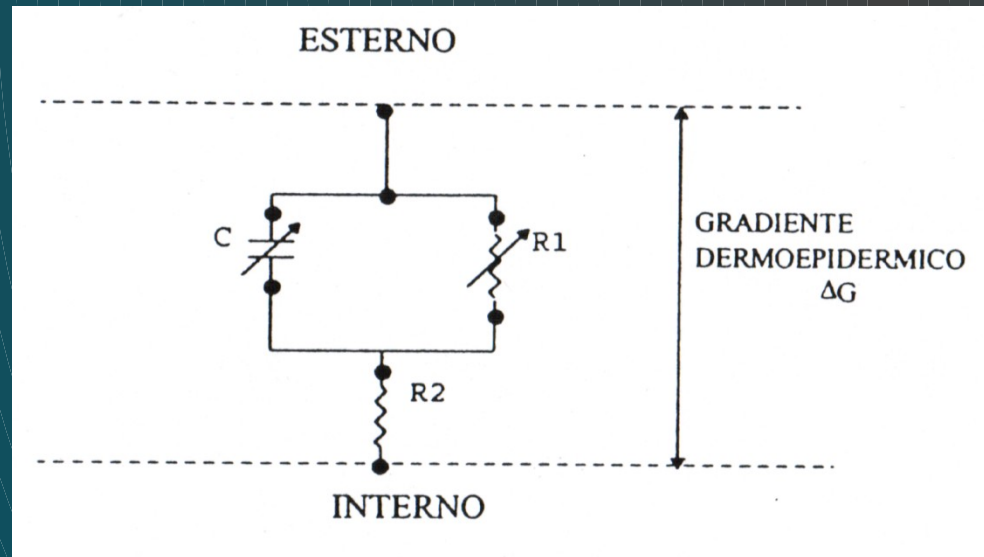 ESTERNO
C
R1
GRADIENTE
DERMOEPIDERMICO
ΔG
R2
INTERNO